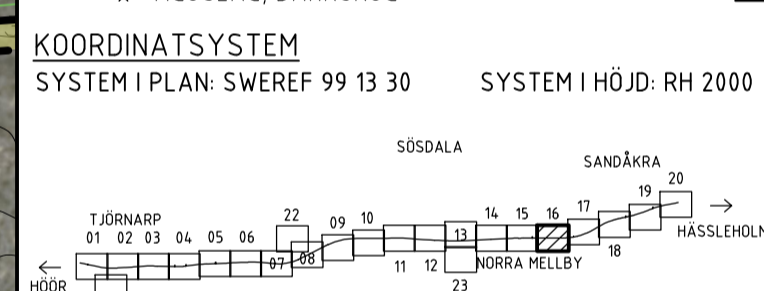 KOORDINATSYSTEM
SYSTEM I PLAN: SWEREF 99 13 30 SYSTEM I HÖJD: RH 2000
SÖSDALA
SANDÅKRA
20
19
TJÖRNARP
22
09
10
14
15
16
17
01
02
03
04
05
06
07
08
13
HÄSSLEHOLM
18
11
12
NORRA MELLBY
HÖÖR
23